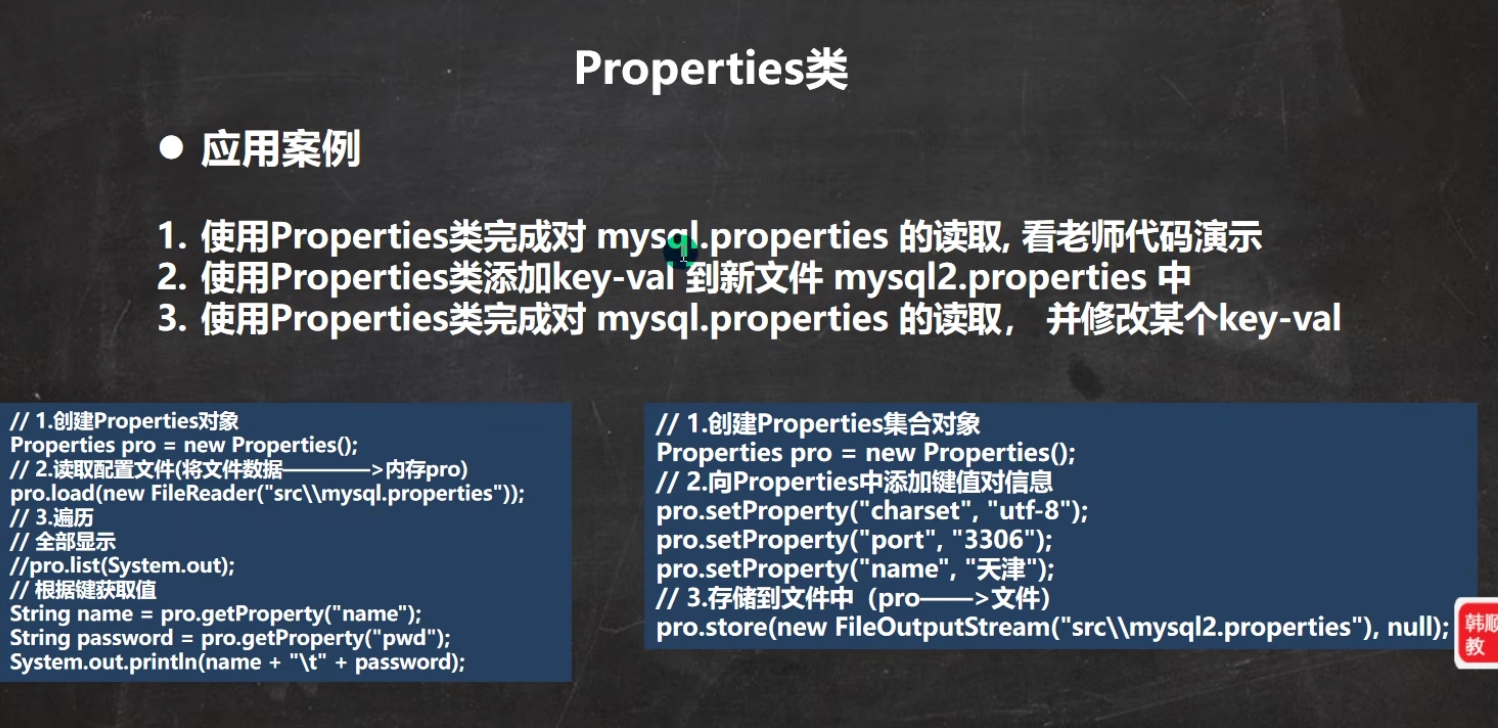 Properties类
● 应用案例
1. 使用Properties类完成对 mysql.properties 的读取, 看老师代码演示
2. 使用Properties类添加key-val 到新文件 mysql2.properties 中
3. 使用Properties类完成对 mysql.properties 的读取， 并修改某个key-val
// 1.创建Properties对象
Properties pro = new Properties();
// 2.读取配置文件(将文件数据————>内存pro)
pro.load(new FileReader("src\\mysql.properties"));
// 3.遍历
// 全部显示
//pro.list(System.out);
// 根据键获取值
String name = pro.getProperty("name");
String password = pro.getProperty("pwd");
System.out.println(name + "\t" + password);
// 1.创建Properties集合对象
Properties pro = new Properties();
// 2.向Properties中添加键值对信息
pro.setProperty("charset", "utf-8");
pro.setProperty("port", "3306");
pro.setProperty("name", "天津");
// 3.存储到文件中（pro——>文件）
pro.store(new FileOutputStream("src\\mysql2.properties"), null);
韩顺
教